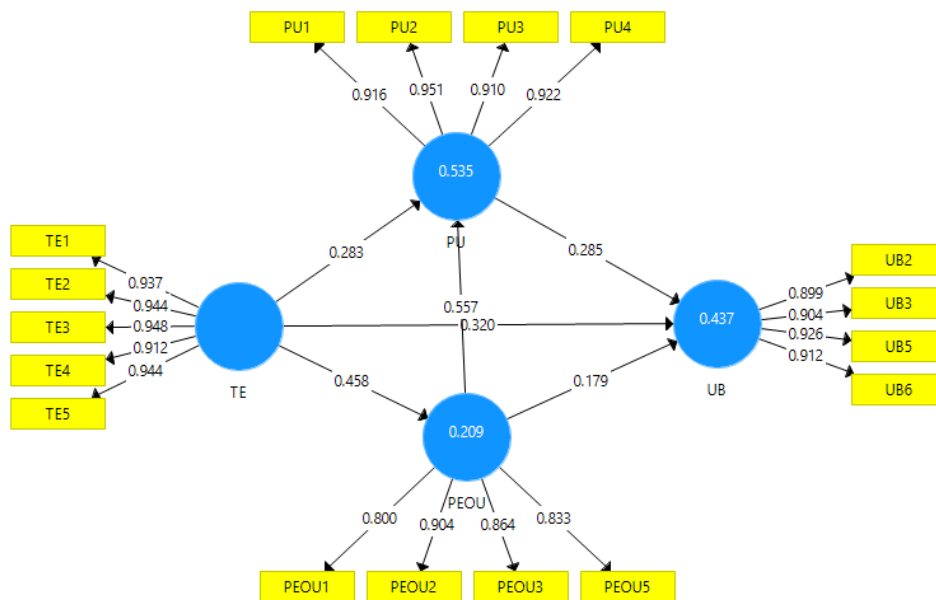 PU1 PU2 PU3 PU4
0.916 0.951 0.910 0.922
0.535
PU
TE1
TE2
TE3
TE4
TE5
0.937
0.944
0.948
0.912
0.944
TE
0.283
0.285
0.557
0.320
0.458
0.179
0.437
UB
0.899
0.904
0.926
0.912
UB2
UB3
UB5
UB6
0.209
PEOU
0.800 0.904 0.864 0.833
PEOU1 PEOU2 PEOU3 PEOU5